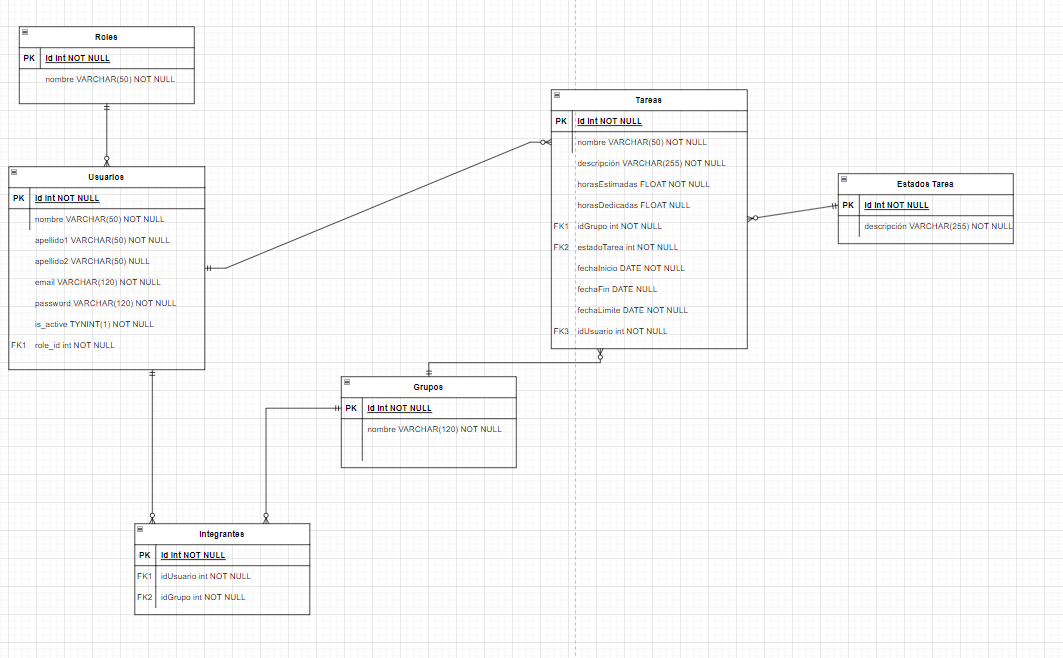 Roles
PK Id int NOT NULL
nombre VARCHAR(50) NOT NULL
Usuarios
PK Id int NOT NULL
nombre VARCHAR(50) NOT NULL
apellido1 VARCHAR(50) NOT NULL
apellido2 VARCHAR(50) NULL
email VARCHAR(120) NOT NULL
password VARCHAR(120) NOT NULL
is_active TYNINT(1) NOT NULL
FK1 role_id int NOT NULL
Tareas
PK Id int NOT NULL
nombre VARCHAR(50) NOT NULL
descripción VARCHAR(255) NOT NULL
horasEstimadas FLOAT NOT NULL
horasDedicadas FLOAT NULL
FK1 idGrupo int NOT NULL
FK2 estadoTarea int NOT NULL
fechaInicio DATE NOT NULL
fechaFin DATE NULL
fechaLimite DATE NOT NULL
FK3 idUsuario int NOT NULL
Estados Tarea
PK Id int NOT NULL
descripción VARCHAR(255) NOT NULL
Grupos
PK Id int NOT NULL
nombre VARCHAR(120) NOT NULL
Integrantes
PK Id int NOT NULL
FK1 idUsuario int NOT NULL
FK2 idGrupo int NOT NULL